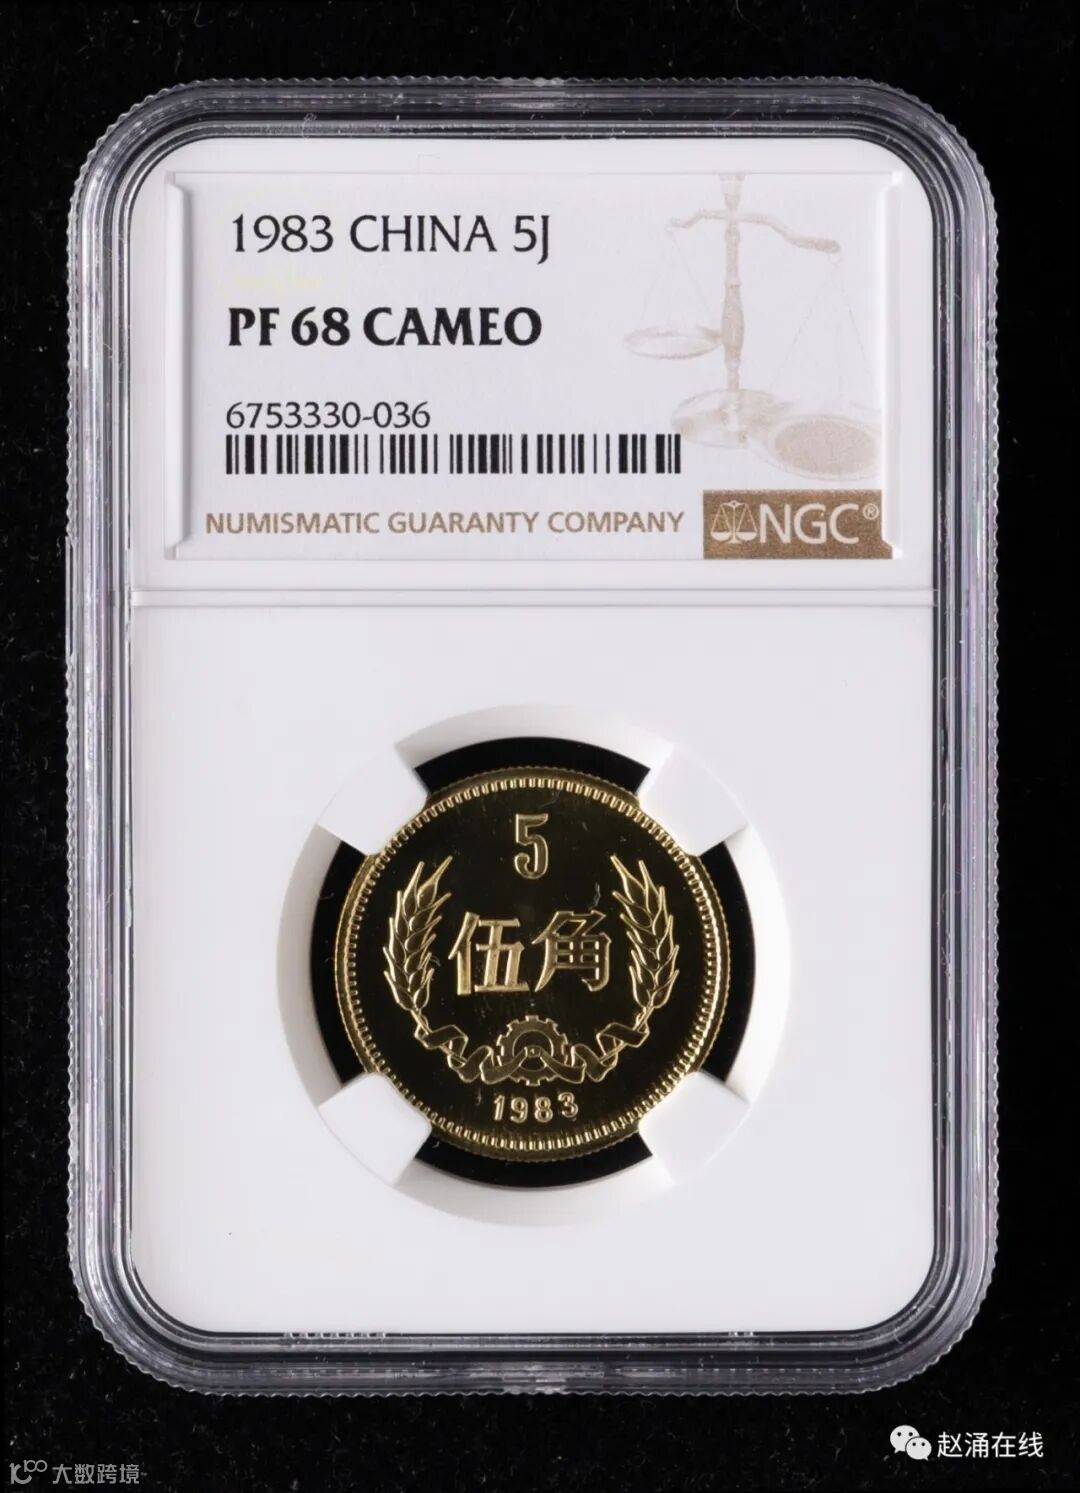 1983 CHINA 5J
PF 68 CAMEO
6753330-036
NUMISMATIC GUARANTY COMPANY
NGC®
5
伍角
1983
赵涌在线
大数跨境